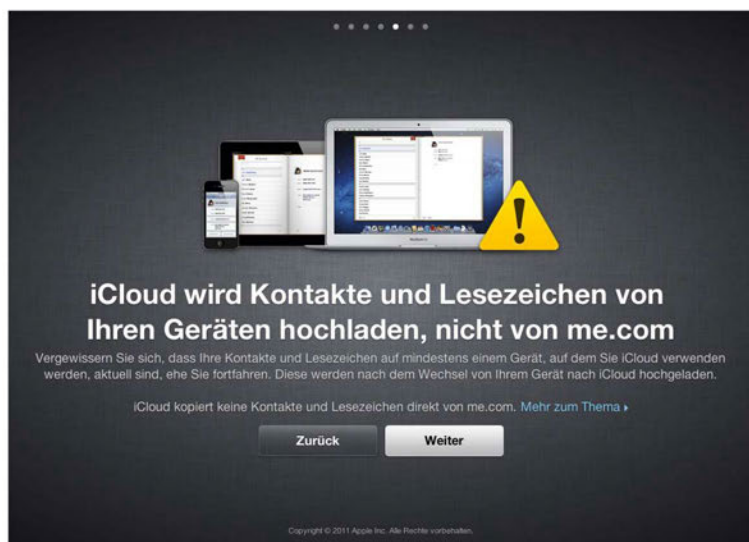 iCloud wird Kontakte und Lesezeichen von
Ihren Geräten hochladen, nicht von me.com
Vergewissern Sie sich, dass Ihre Kontakte und Lesezeichen auf mindestens einem Gerät, auf dem Sie iCloud verwenden
werden, aktuell sind, ehe Sie fortfahren. Diese werden nach dem Wechsel von Ihrem Gerät nach iCloud hochgeladen.
iCloud kopiert keine Kontakte und Lesezeichen direkt von me.com. Mehr zum Thema ▸
Zurück Weiter
Copyright © 2011 Apple Inc. Alle Rechte vorbehalten.